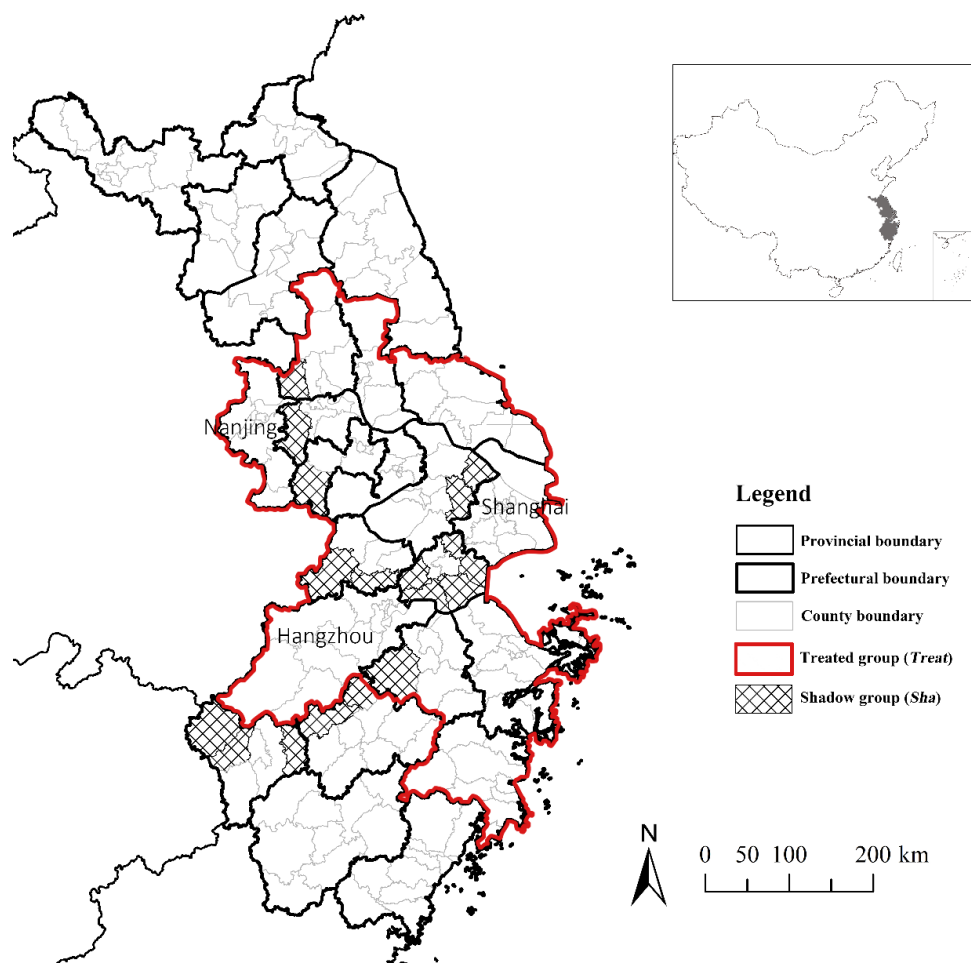 Nanjing
Shanghai
Hangzhou
Legend
Provincial boundary
Prefectural boundary
County boundary
Treated group (Treat)
Shadow group (Sha)
N
0 50 100 200 km